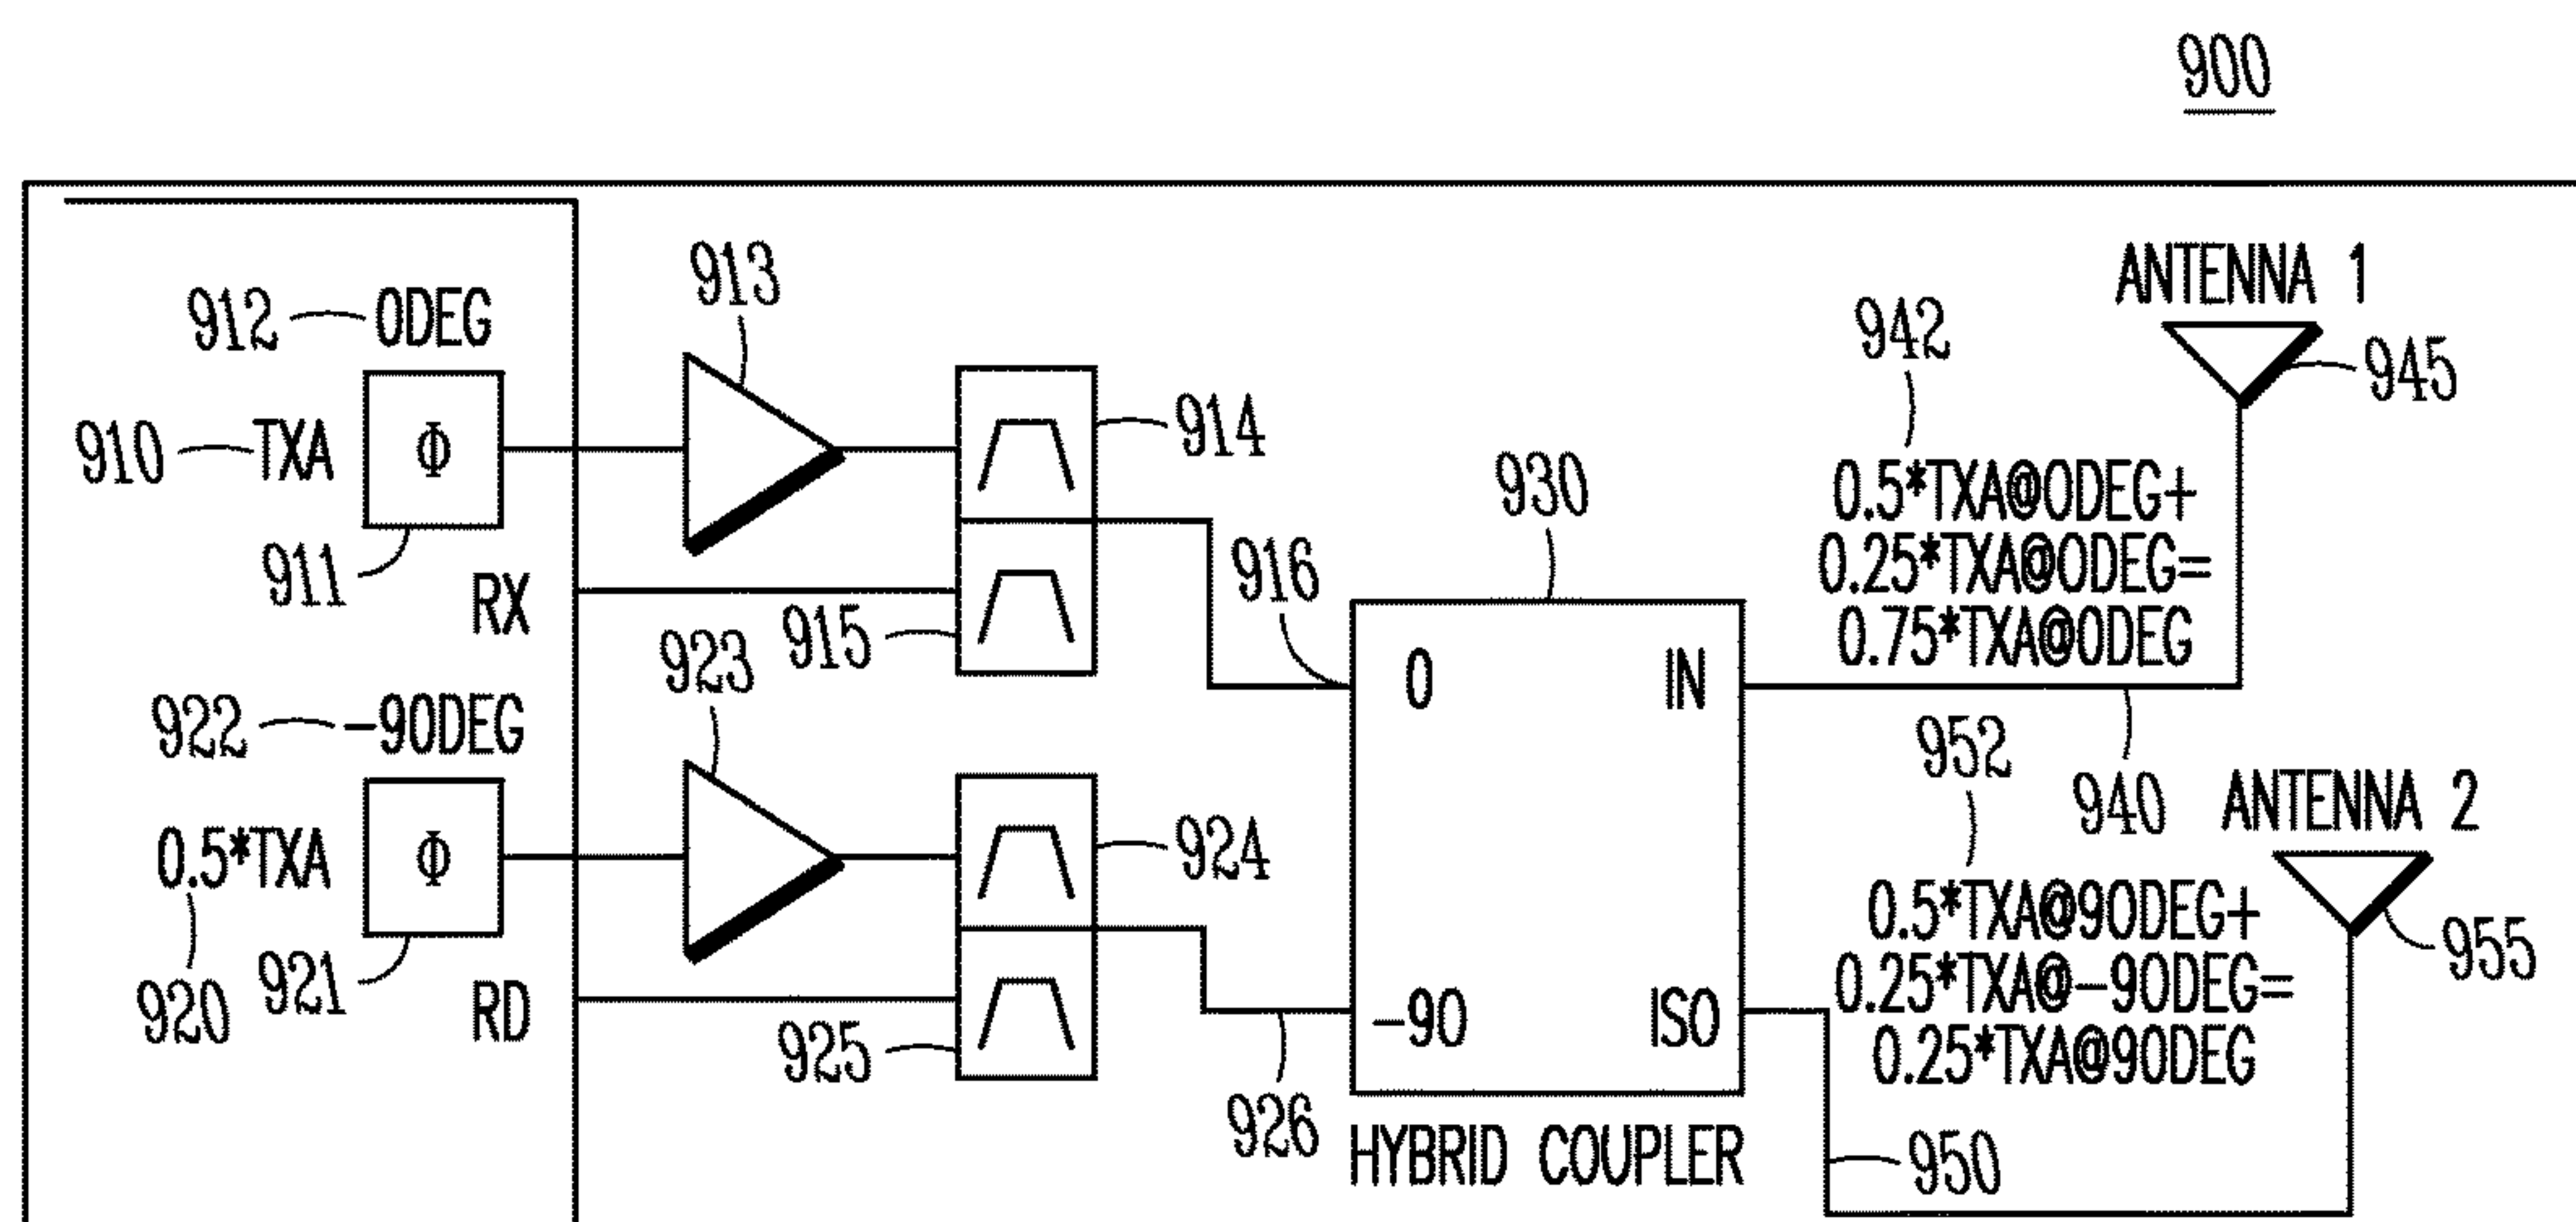 900
912 0DEG
913
ANTENNA 1
942
945
910 TXA Φ
914
0.5*TXA@0DEG+
0.25*TXA@0DEG=
0.75*TXA@0DEG
930
911
RX
915
916
0 IN
923
922 -90DEG
952
940
ANTENNA 2
0.5*TXA Φ
924
0.5*TXA@90DEG+
0.25*TXA@-90DEG=
0.25*TXA@90DEG
955
920 921
RD
925
-90 ISO
926
HYBRID COUPLER
950